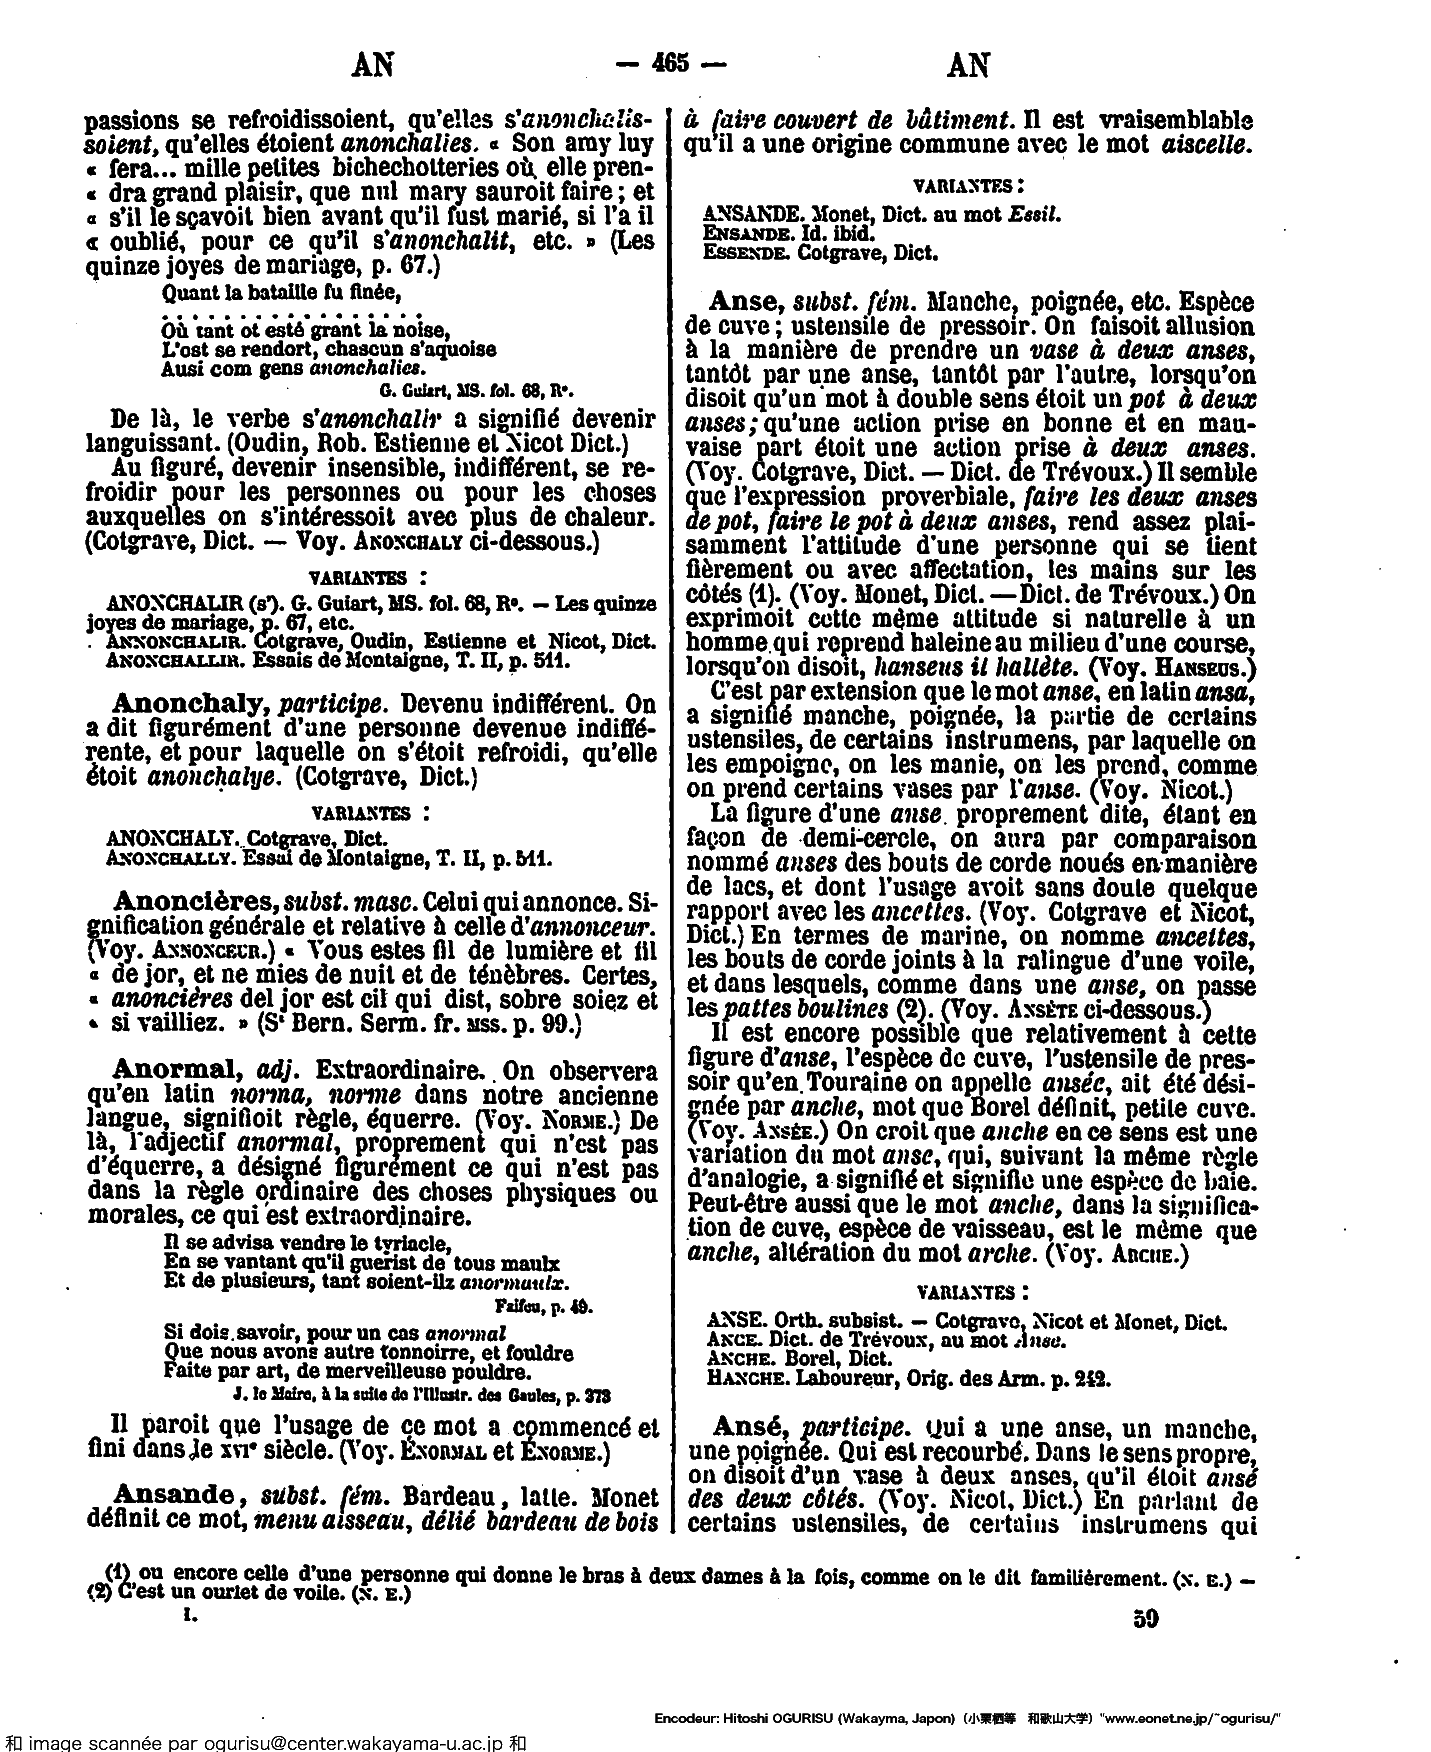 AN — 465 — AN
passions se refroidissoient, qu'elles s'anonchalis-
soient, qu'elles étoient anonchalies. « Son amy luy
« fera... mille petites bichechotteries où elle pren-
« dra grand plaisir, que nul mary sauroit faire ; et
« s'il le sçavoit bien avant qu'il fust marié, si l'a il
« oublié, pour ce qu'il s'anonchalit, etc. » (Les
quinze joyes de mariage, p. 67.)
Quant la bataille fu finée,
. . . . . . . . . . . . . . . .
Où tant ot esté grant la noise,
L'ost se rendort, chascun s'aquoise
Ausi com gens anonchalies.
G. Guiart, MS. fol. 68, R°.
De là, le verbe s'anonchalir a signifié devenir
languissant. (Oudin, Rob. Estienne et Nicot Dict.)
Au figuré, devenir insensible, indifférent, se re-
froidir pour les personnes ou pour les choses
auxquelles on s'intéressoit avec plus de chaleur.
(Cotgrave, Dict. — Voy. ANONCHALY ci-dessous.)
VARIANTES :
ANONCHALIR (s'). G. Guiart, MS. fol. 68, R°. — Les quinze
joyes de mariage, p. 67, etc.
ANNONCHALIR. Cotgrave, Oudin, Estienne et Nicot, Dict.
ANONCHALLIR. Essais de Montaigne, T. II, p. 511.
Anonchaly, participe. Devenu indifférent. On
a dit figurément d'une personne devenue indiffé-
rente, et pour laquelle on s'étoit refroidi, qu'elle
étoit anonchalye. (Cotgrave, Dict.)
VARIANTES :
ANONCHALY. Cotgrave, Dict.
ANONCHALLY. Essai de Montaigne, T. II, p. 511.
Anoncières, subst. masc. Celui qui annonce. Si-
gnification générale et relative à celle d'annonceur.
(Voy. ANNONCEUR.) « Vous estes fil de lumière et fil
« de jor, et ne mies de nuit et de ténèbres. Certes,
« anoncières del jor est cil qui dist, sobre soiez et
« si vailliez. » (St Bern. Serm. fr. MSS. p. 99.)
Anormal, adj. Extraordinaire. On observera
qu'en latin norma, norme dans notre ancienne
langue, signifioit règle, équerre. (Voy. NORME.) De
là, l'adjectif anormal, proprement qui n'est pas
d'équerre, a désigné figurément ce qui n'est pas
dans la règle ordinaire des choses physiques ou
morales, ce qui est extraordinaire.
Il se advisa vendre le tyriacle,
En se vantant qu'il guerist de tous maulx
Et de plusieurs, tant soient-ilz anormaulx.
Faifeu, p. 49.
Si dois savoir, pour un cas anormal
Que nous avons autre tonnoirre, et fouldre
Faite par art, de merveilleuse pouldre.
J. le Maire, à la suite de l'Illustr. des Gaules, p. 373
Il paroit que l'usage de ce mot a commencé et
fini dans le XVIe siècle. (Voy. ÉNORMAL et ÉNORME.)
Ansande, subst. fém. Bardeau, latte. Monet
définit ce mot, menu aisseau, délié bardeau de bois
à faire couvert de bâtiment. Il est vraisemblable
qu'il a une origine commune avec le mot aiscelle.
VARIANTES :
ANSANDE. Monet, Dict. au mot Essil.
ENSANDE. Id. ibid.
ESSENDE. Cotgrave, Dict.
Anse, subst. fém. Manche, poignée, etc. Espèce
de cuve ; ustensile de pressoir. On faisoit allusion
à la manière de prendre un vase à deux anses,
tantôt par une anse, tantôt par l'autre, lorsqu'on
disoit qu'un mot à double sens étoit un pot à deux
anses ; qu'une action prise en bonne et en mau-
vaise part étoit une action prise à deux anses.
(Voy. Cotgrave, Dict. — Dict. de Trévoux.) Il semble
que l'expression proverbiale, faire les deux anses
de pot, faire le pot à deux anses, rend assez plai-
samment l'attitude d'une personne qui se tient
fièrement ou avec affectation, les mains sur les
côtés (1). (Voy. Monet, Dict. — Dict. de Trévoux.) On
exprimoit cette même attitude si naturelle à un
homme qui reprend haleine au milieu d'une course,
lorsqu'on disoit, hanseus il hallète. (Voy. HANSEUS.)
C'est par extension que le mot anse, en latin ansa,
a signifié manche, poignée, la partie de certains
ustensiles, de certains instrumens, par laquelle on
les empoigne, on les manie, on les prend, comme
on prend certains vases par l'anse. (Voy. Nicot.)
La figure d'une anse proprement dite, étant en
façon de demi-cercle, on aura par comparaison
nommé anses des bouts de corde noués en manière
de lacs, et dont l'usage avoit sans doute quelque
rapport avec les ancettes. (Voy. Cotgrave et Nicot,
Dict.) En termes de marine, on nomme ancettes,
les bouts de corde joints à la ralingue d'une voile,
et dans lesquels, comme dans une anse, on passe
les pattes boulines (2). (Voy. ANSÈTE ci-dessous.)
Il est encore possible que relativement à cette
figure d'anse, l'espèce de cuve, l'ustensile de pres-
soir qu'en Touraine on appelle ansée, ait été dési-
gnée par anche, mot que Borel définit, petite cuve.
(Voy. ANSÉE.) On croit que anche en ce sens est une
variation du mot anse, qui, suivant la même règle
d'analogie, a signifié et signifie une espèce de baie.
Peut-être aussi que le mot anche, dans la significa-
tion de cuve, espèce de vaisseau, est le même que
anche, altération du mot arche. (Voy. ARCHE.)
VARIANTES :
ANSE. Orth. subsist. — Cotgrave, Nicot et Monet, Dict.
ANCE. Dict. de Trévoux, au mot Anse.
ANCHE. Borel, Dict.
HANCHE. Laboureur, Orig. des Arm. p. 242.
Ansé, participe. Qui a une anse, un manche,
une poignée. Qui est recourbé. Dans le sens propre,
on disoit d'un vase à deux anses, qu'il étoit ansé
des deux côtés. (Voy. Nicot, Dict.) En parlant de
certains ustensiles, de certains instrumens qui
(1) ou encore celle d'une personne qui donne le bras à deux dames à la fois, comme on le dit familièrement. (N. E.) —
(2) C'est un ourlet de voile. (N. E.)
I. 59
Encodeur: Hitoshi OGURISU (Wakayma, Japon) (小栗栖等 和歌山大学) "www.eonet.ne.jp/~ogurisu/"
和 image scannée par ogurisu@center.wakayama-u.ac.jp 和